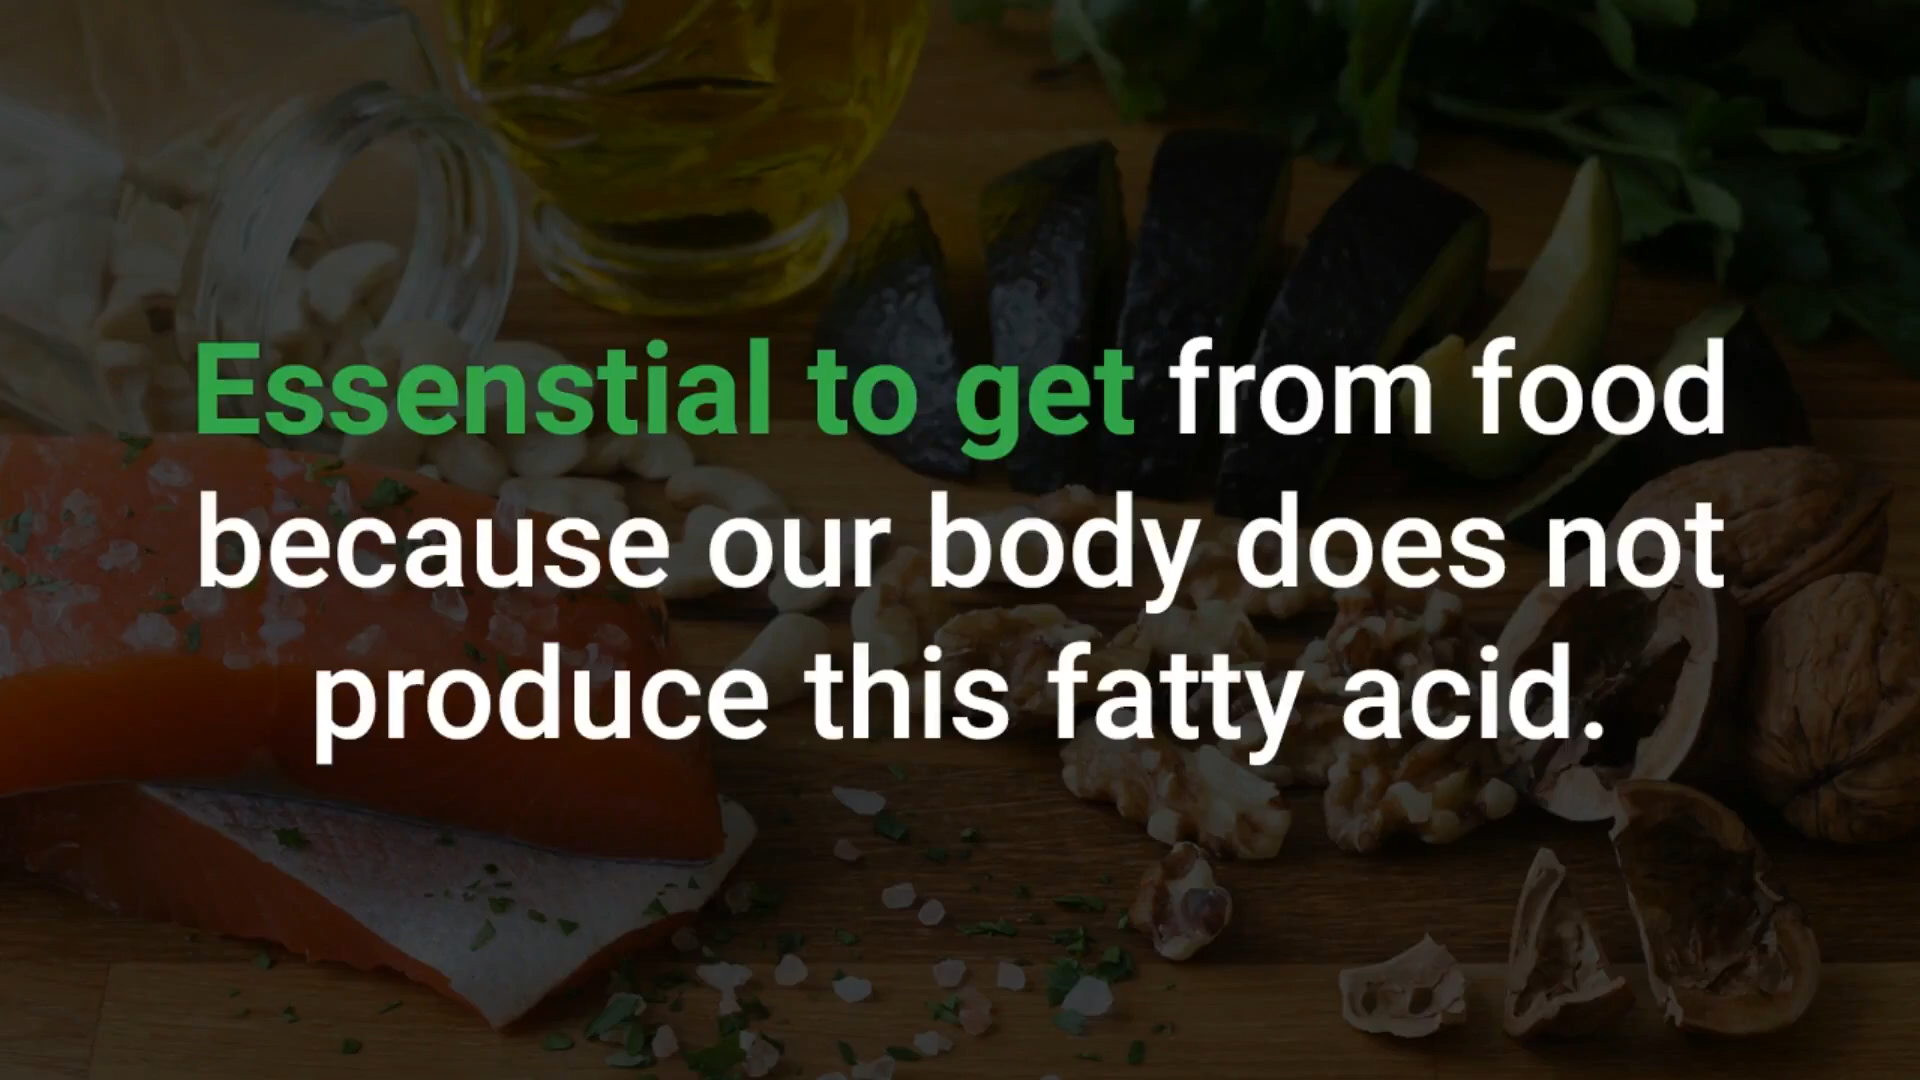 Essenstial to get from food
because our body does not
produce this fatty acid.